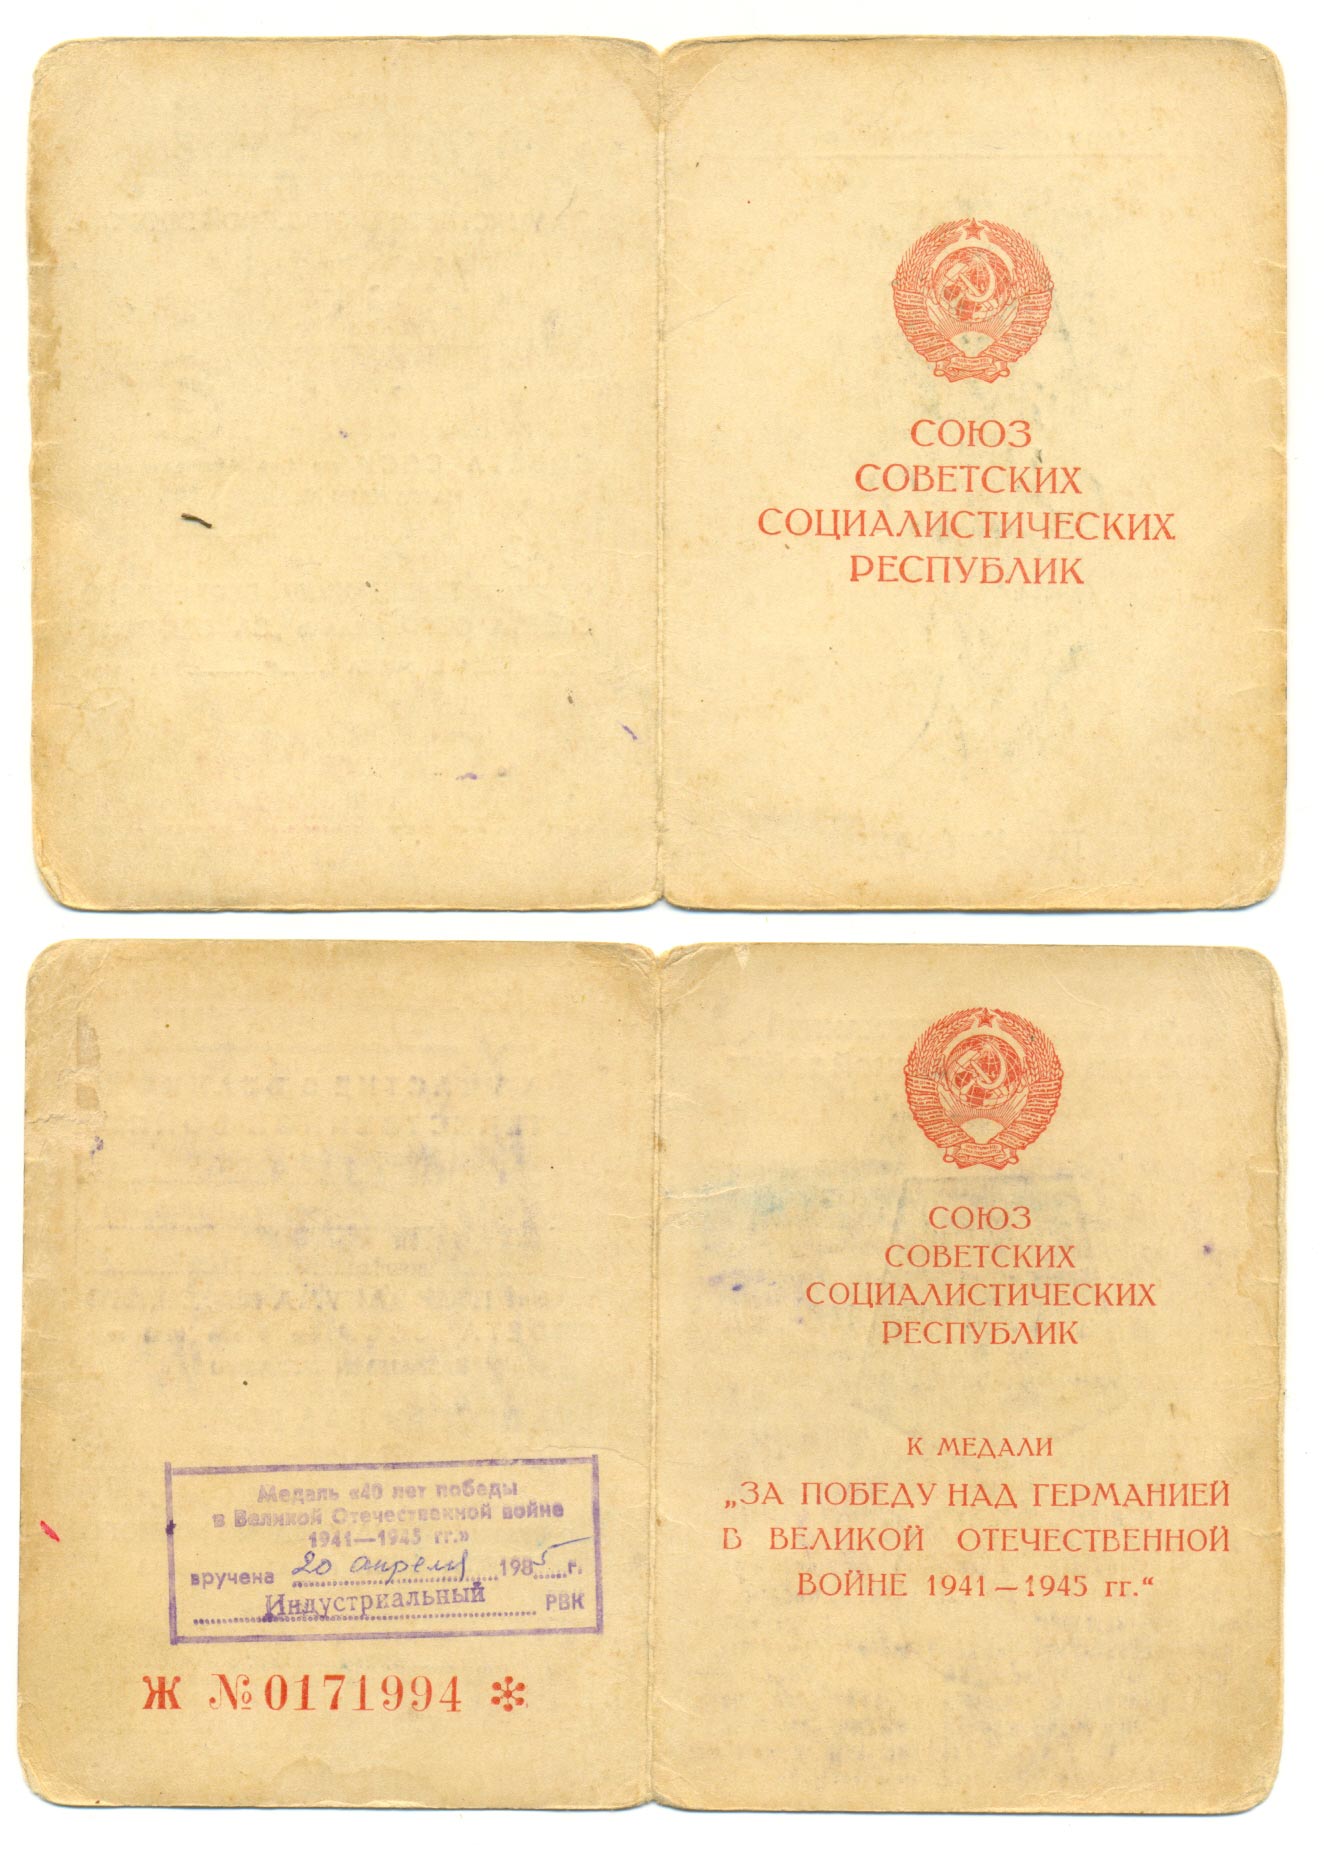 СОЮЗ
СОВЕТСКИХ
СОЦИАЛИСТИЧЕСКИХ
РЕСПУБЛИК
Медаль «40 лет победы
в Великой Отечественной войне
1941—1945 гг.»
вручена 20 апреля 1985 г.
Индустриальный РВК
Ж №0171994 *
СОЮЗ
СОВЕТСКИХ
СОЦИАЛИСТИЧЕСКИХ
РЕСПУБЛИК
К МЕДАЛИ
„ЗА ПОБЕДУ НАД ГЕРМАНИЕЙ
В ВЕЛИКОЙ ОТЕЧЕСТВЕННОЙ
ВОЙНЕ 1941—1945 гг.“